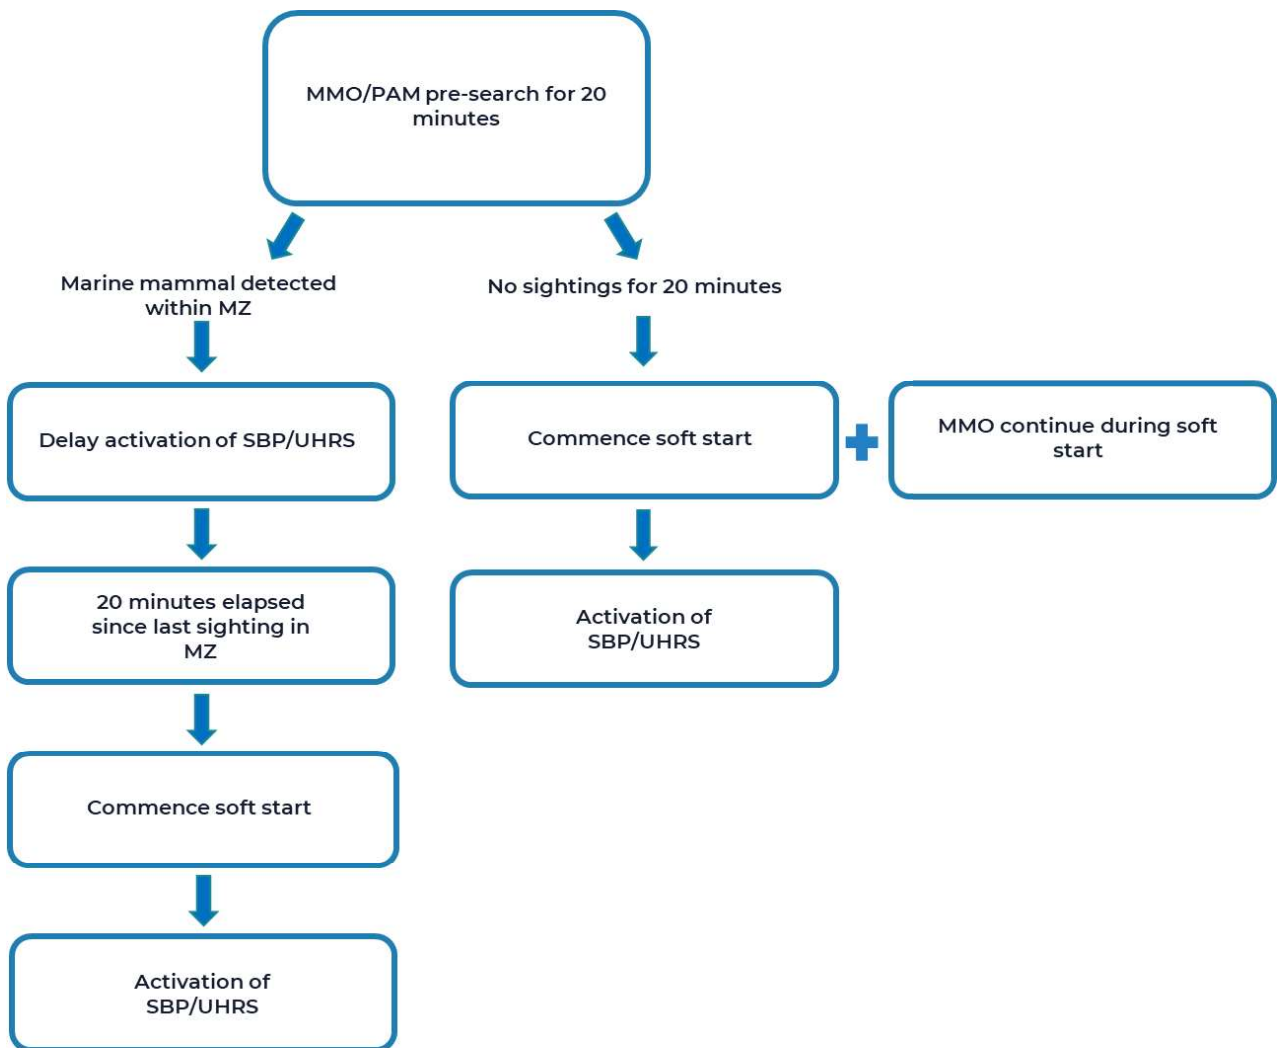 MMO/PAM pre-search for 20
minutes
Marine mammal detected
within MZ
No sightings for 20 minutes
Delay activation of SBP/UHRS
Commence soft start
MMO continue during soft
start
20 minutes elapsed
since last sighting in
MZ
Activation of
SBP/UHRS
Commence soft start
Activation of
SBP/UHRS